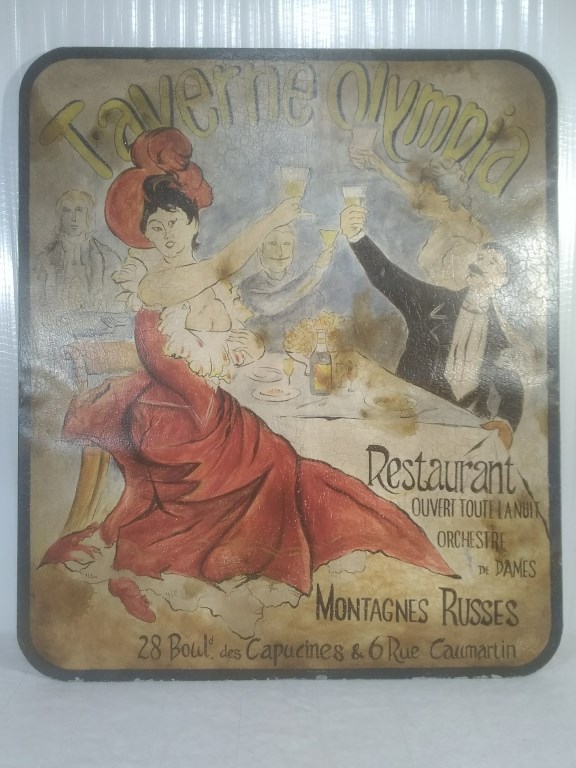 Taverne Olympia
Restaurant
OUVERT TOUTE LA NUIT
ORCHESTRE
DE DAMES
MONTAGNES RUSSES
28 Boul.d des Capucines & 6 Rue Caumartin